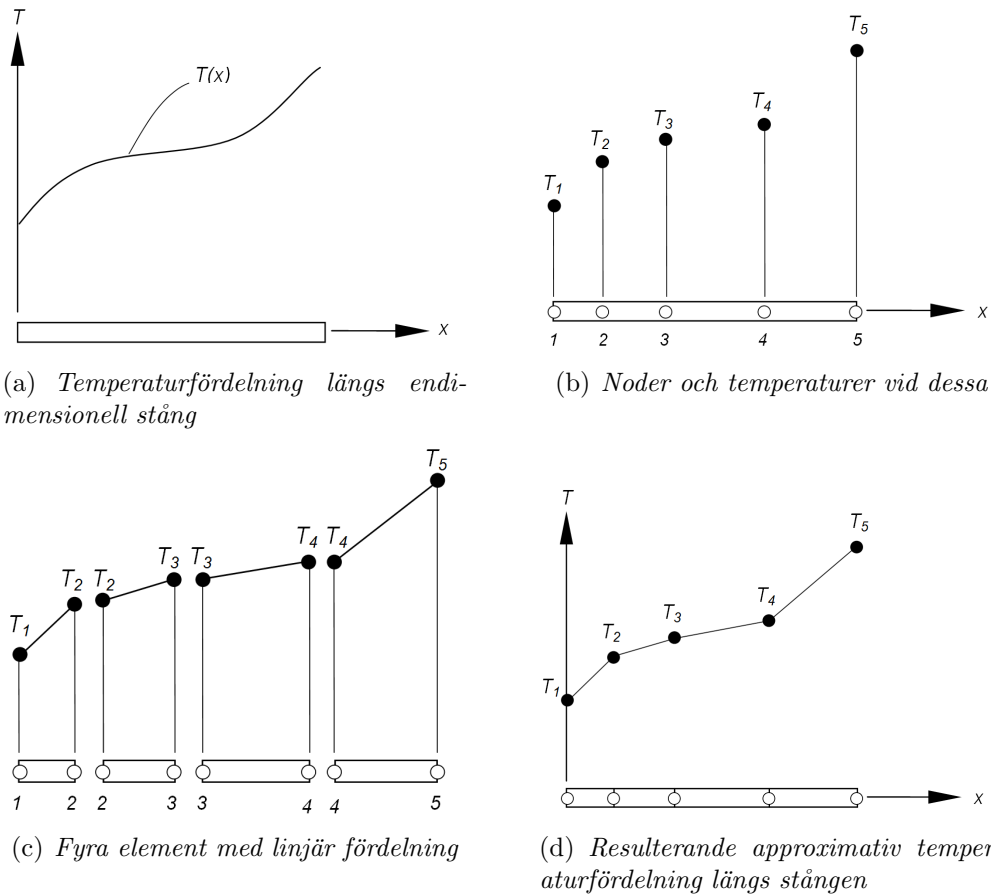 T
T(x)
x
(a) Temperaturfördelning längs endi-
mensionell stång
T5
T4
T3
T2
T1
x
1 2 3 4 5
(b) Noder och temperaturer vid dessa
T5
T4 T4
T3 T3
T2 T2
T1
1 2 2 3 3 4 4 5
(c) Fyra element med linjär fördelning
T
T5
T4
T3
T2
T1
x
(d) Resulterande approximativ temper
aturfördelning längs stången